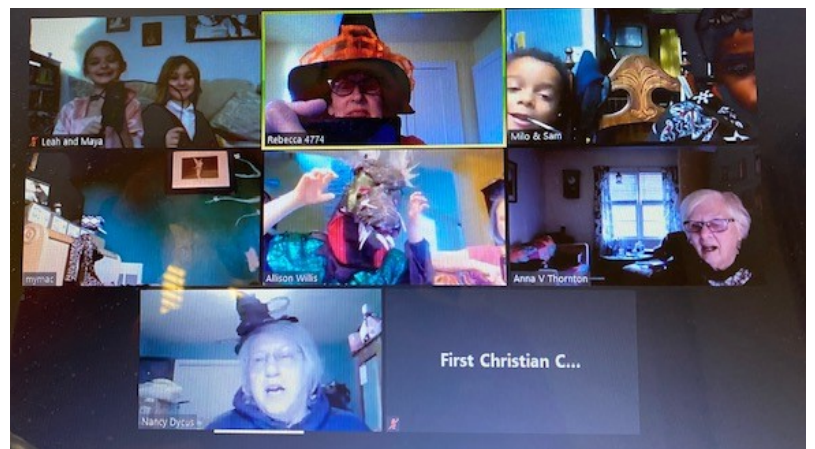 Leah and Maya
Rebecca 4774
Milo & Sam
mymac
Allison Willis
Anna V Thornton
Nancy Dycus
First Christian C...